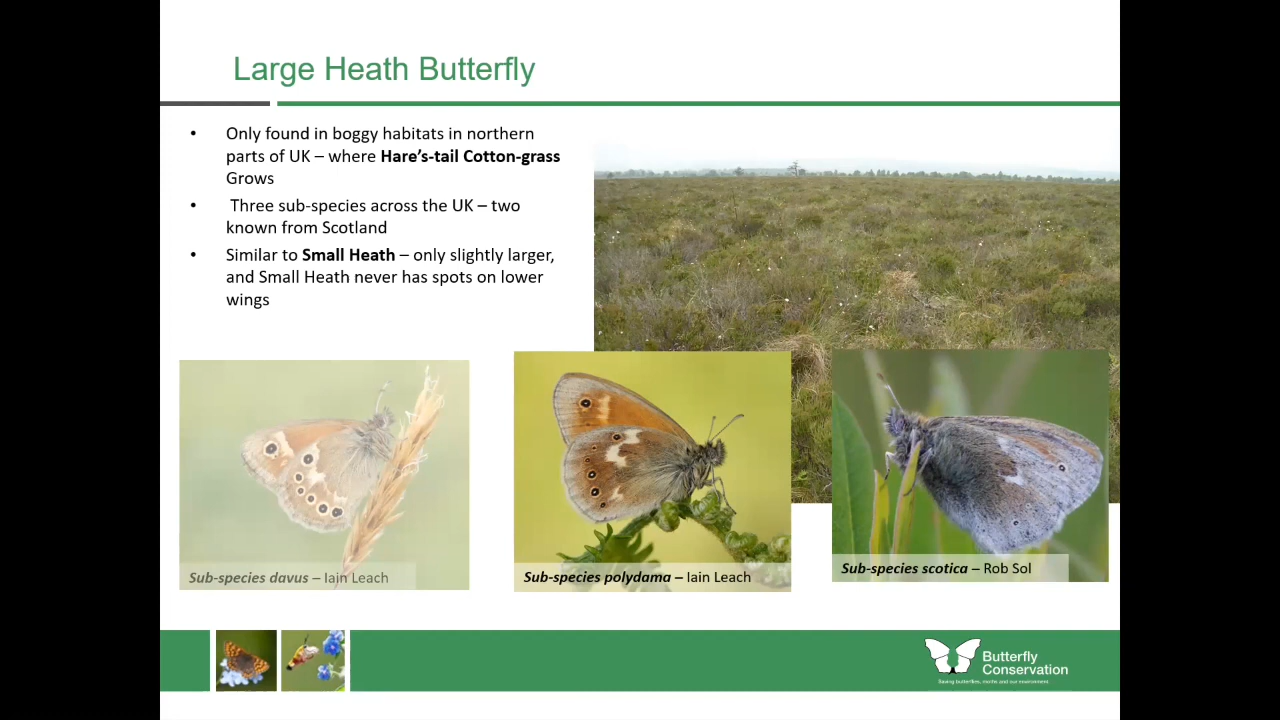 Large Heath Butterfly
• Only found in boggy habitats in northern
parts of UK – where Hare’s-tail Cotton-grass
Grows
• Three sub-species across the UK – two
known from Scotland
• Similar to Small Heath – only slightly larger,
and Small Heath never has spots on lower
wings
Sub-species davus – Iain Leach
Sub-species polydama – Iain Leach
Sub-species scotica – Rob Sol
Butterfly
Conservation
Saving butterflies, moths and our environment